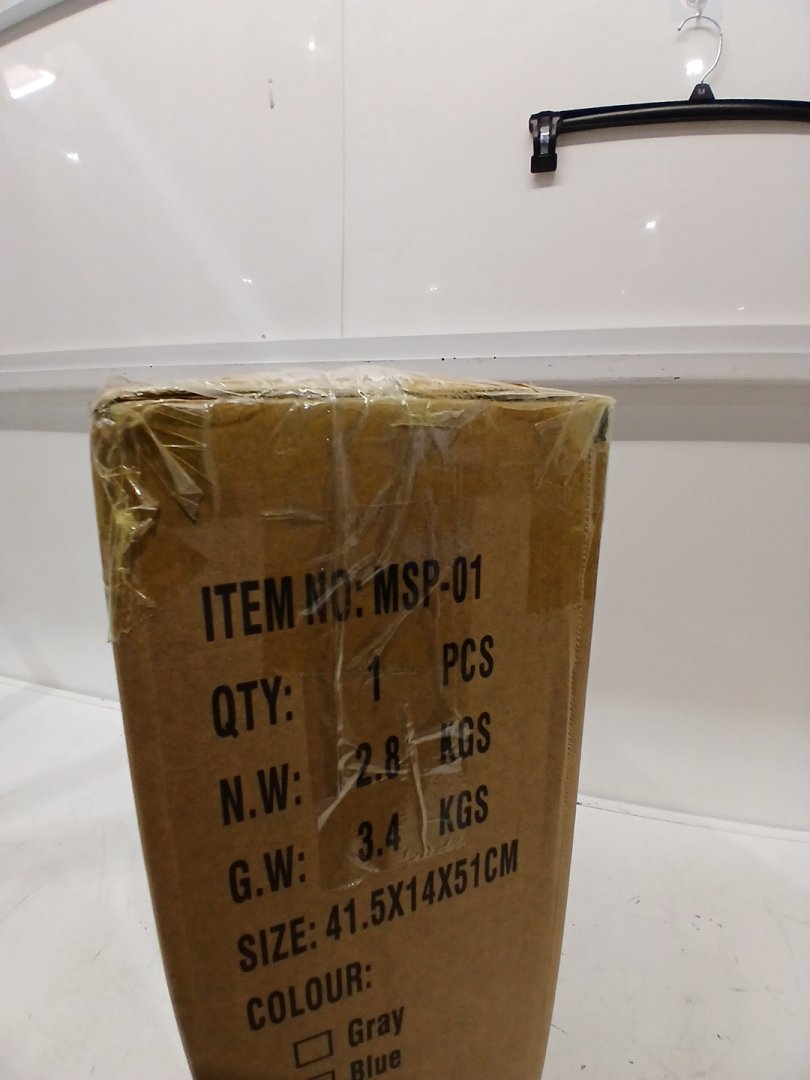 M
ITEM NO: MSP-01
QTY: 1 PCS
N.W: 2.8 KGS
G.W: 3.4 KGS
SIZE: 41.5X14X51CM
COLOUR:
Gray
Blue